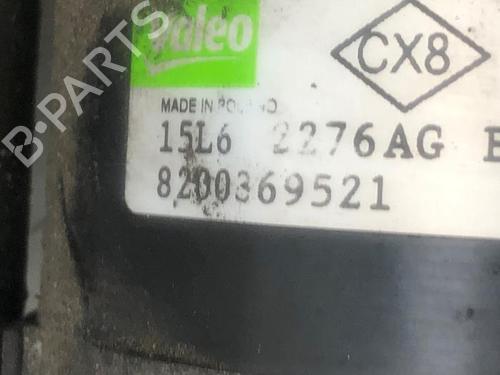 B-PARTS
Valeo
CX8
MADE IN POLAND
15L6 2276AG E
8200369521